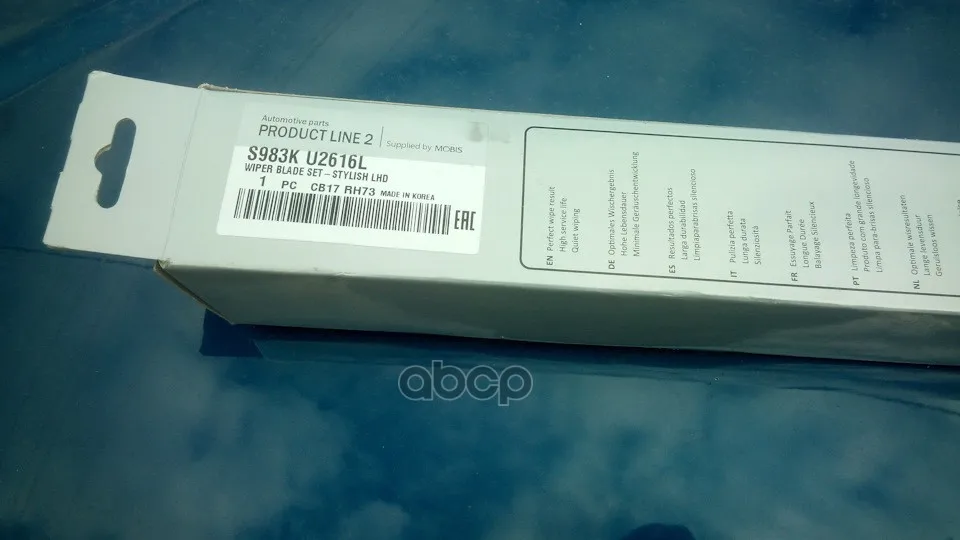 Automotive parts
PRODUCT LINE 2
Supplied by MOBIS
S983K U2616L
WIPER BLADE SET – STYLISH LHD
1 PC CB17 RH73 MADE IN KOREA
EAC
EN Perfect wipe result
High service life
Quiet wiping
DE Optimales Wischergebnis
Hohe Lebensdauer
Minimale Geräuschentwicklung
ES Resultados perfectos
Larga durabilidad
Limpiaparabrisas silencioso
IT Pulizia perfetta
Lunga durata
Silenziosità
FR Essuyage Parfait
Longue Durée
Balayage Silencieux
PT Limpeza perfeita
Produto com grande longevidade
Limpa para-brisas silencioso
NL Optimale wisresultaten
Lange levensduur
Geruisloos wissen
abcp